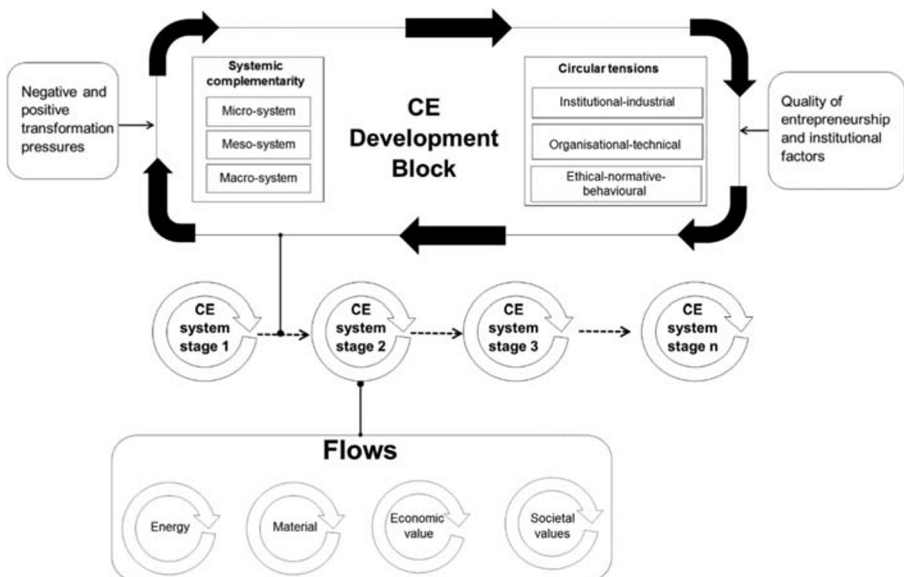 Negative and
positive
transformation
pressures
Systemic
complementarity
Micro-system
Meso-system
Macro-system
CE
Development
Block
Circular tensions
Institutional-industrial
Organisational-technical
Ethical-normative-
behavioural
Quality of
entrepreneurship
and institutional
factors
CE
system
stage 1
CE
system
stage 2
CE
system
stage 3
CE
system
stage n
Flows
Energy
Material
Economic
value
Societal
values